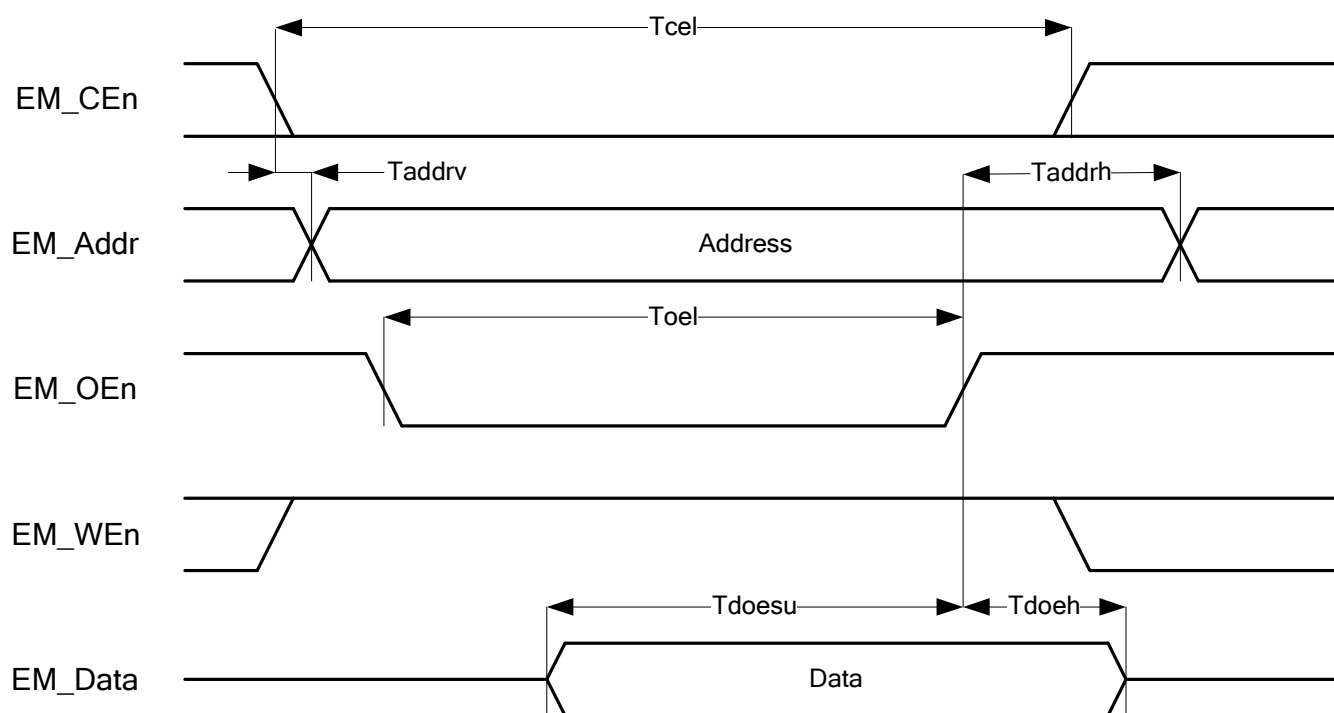 Tcel
EM_CEn
Taddrv
Taddrh
EM_Addr
Address
Toel
EM_OEn
EM_WEn
Tdoesu
Tdoeh
EM_Data
Data